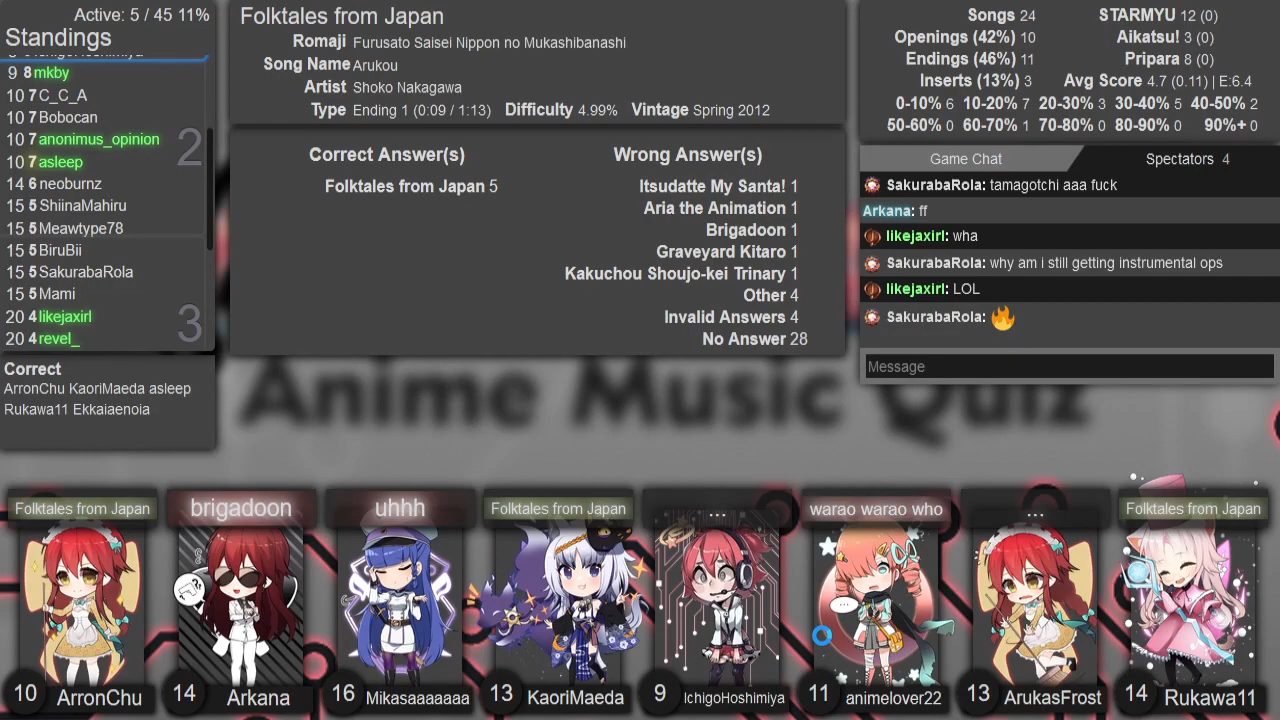 Active: 5 / 45 11%
Standings
9 8 mkby
10 7 C_C_A
10 7 Bobocan
10 7 anonimus_opinion
2
10 7 asleep
14 6 neoburnz
15 5 ShiinaMahiru
15 5 Meawtype78
15 5 BiruBii
15 5 SakurabaRola
15 5 Mami
20 4 likejaxirl
3
20 4 revel_
Correct
ArronChu KaoriMaeda asleep
Rukawa11 Ekkaiaenoia
Folktales from Japan
Romaji Furusato Saisei Nippon no Mukashibanashi
Song Name Arukou
Artist Shoko Nakagawa
Type Ending 1 (0:09 / 1:13) Difficulty 4.99% Vintage Spring 2012
Correct Answer(s)
Folktales from Japan 5
Wrong Answer(s)
Itsudatte My Santa! 1
Aria the Animation 1
Brigadoon 1
Graveyard Kitaro 1
Kakuchou Shoujo-kei Trinary 1
Other 4
Invalid Answers 4
No Answer 28
Songs 24 STARMYU 12 (0)
Openings (42%) 10 Aikatsu! 3 (0)
Endings (46%) 11 Pripara 8 (0)
Inserts (13%) 3 Avg Score 4.7 (0.11) | E:6.4
0-10% 6 10-20% 7 20-30% 3 30-40% 5 40-50% 2
50-60% 0 60-70% 1 70-80% 0 80-90% 0 90%+ 0
Game Chat Spectators 4
SakurabaRola: tamagotchi aaa fuck
Arkana: ff
likejaxirl: wha
SakurabaRola: why am i still getting instrumental ops
likejaxirl: LOL
SakurabaRola:
Message
Anime Music Quiz
Folktales from Japan
brigadoon
uhhh
Folktales from Japan
...
warao warao who
...
Folktales from Japan
10 ArronChu
14 Arkana
16 Mikasaaaaaaa
13 KaoriMaeda
9 IchigoHoshimiya
11 animelover22
13 ArukasFrost
14 Rukawa11